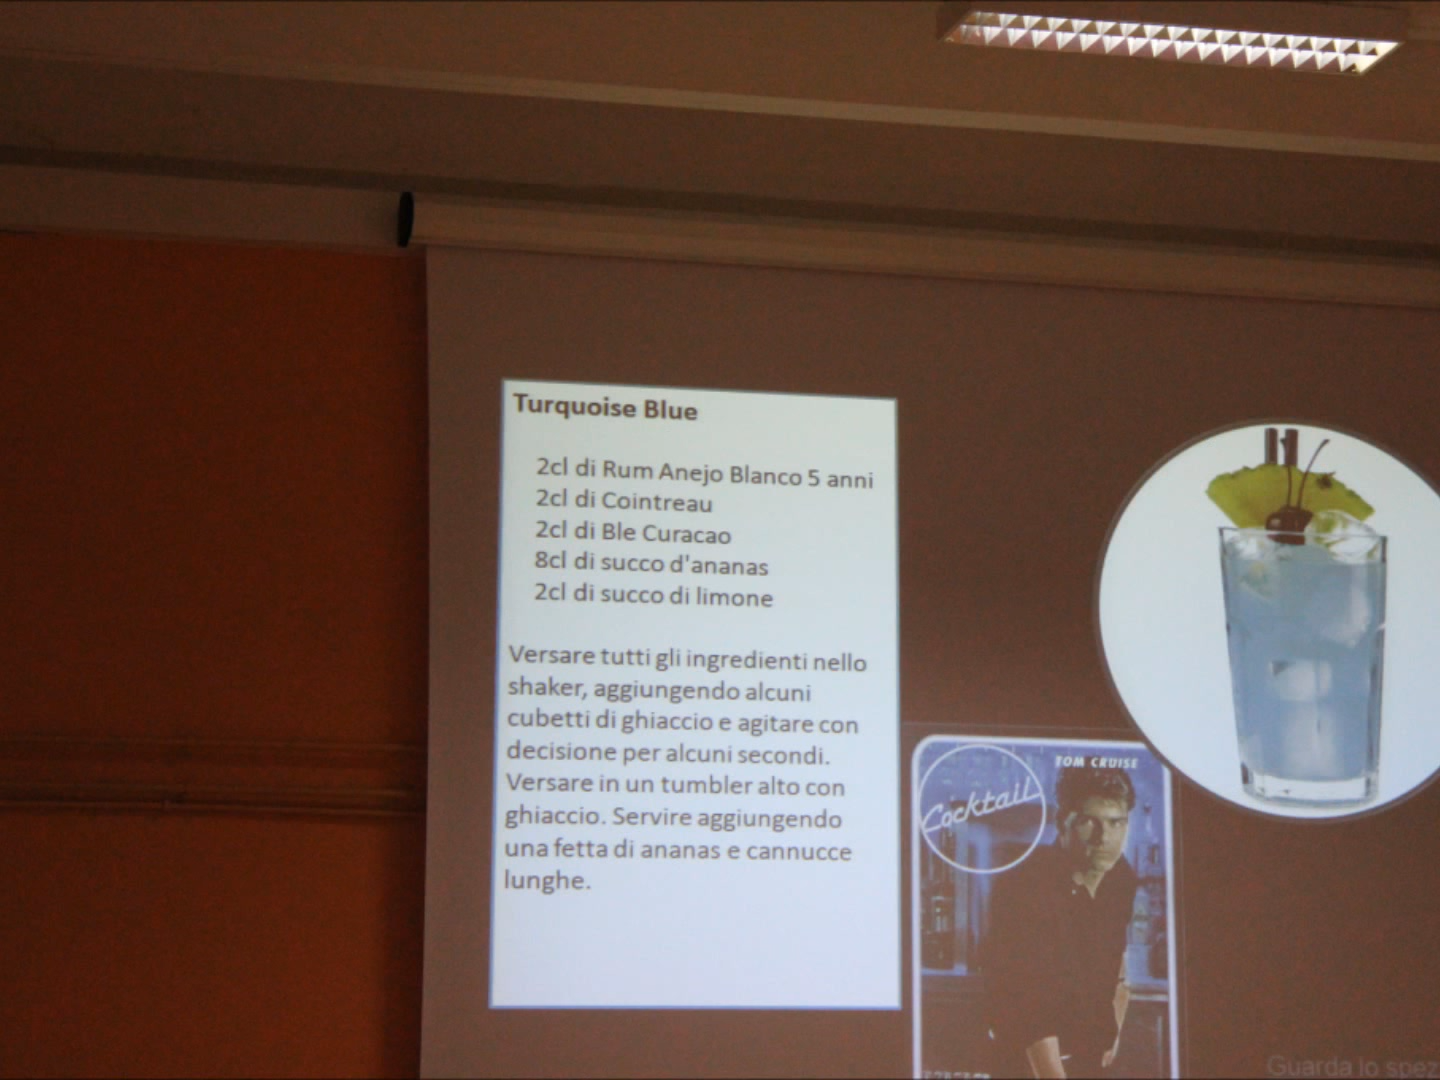 Turquoise Blue
2cl di Rum Anejo Blanco 5 anni
2cl di Cointreau
2cl di Ble Curacao
8cl di succo d'ananas
2cl di succo di limone
Versare tutti gli ingredienti nello
shaker, aggiungendo alcuni
cubetti di ghiaccio e agitare con
decisione per alcuni secondi.
Versare in un tumbler alto con
ghiaccio. Servire aggiungendo
una fetta di ananas e cannucce
lunghe.
TOM CRUISE
Cocktail
Guarda lo